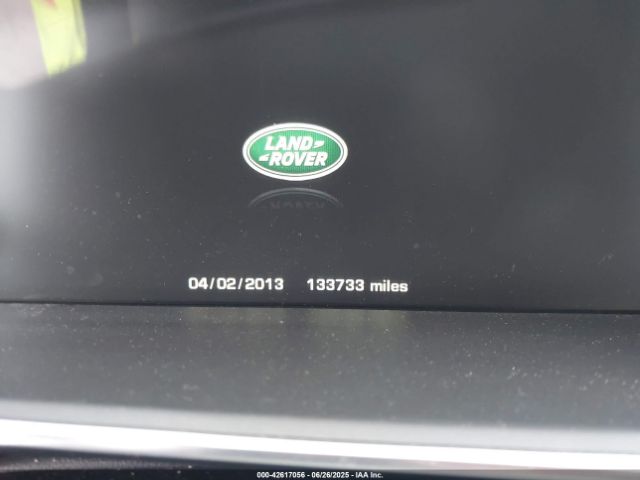 LAND
ROVER
04/02/2013 133733 miles
000-42617056 - 06/26/2025 - IAA Inc.